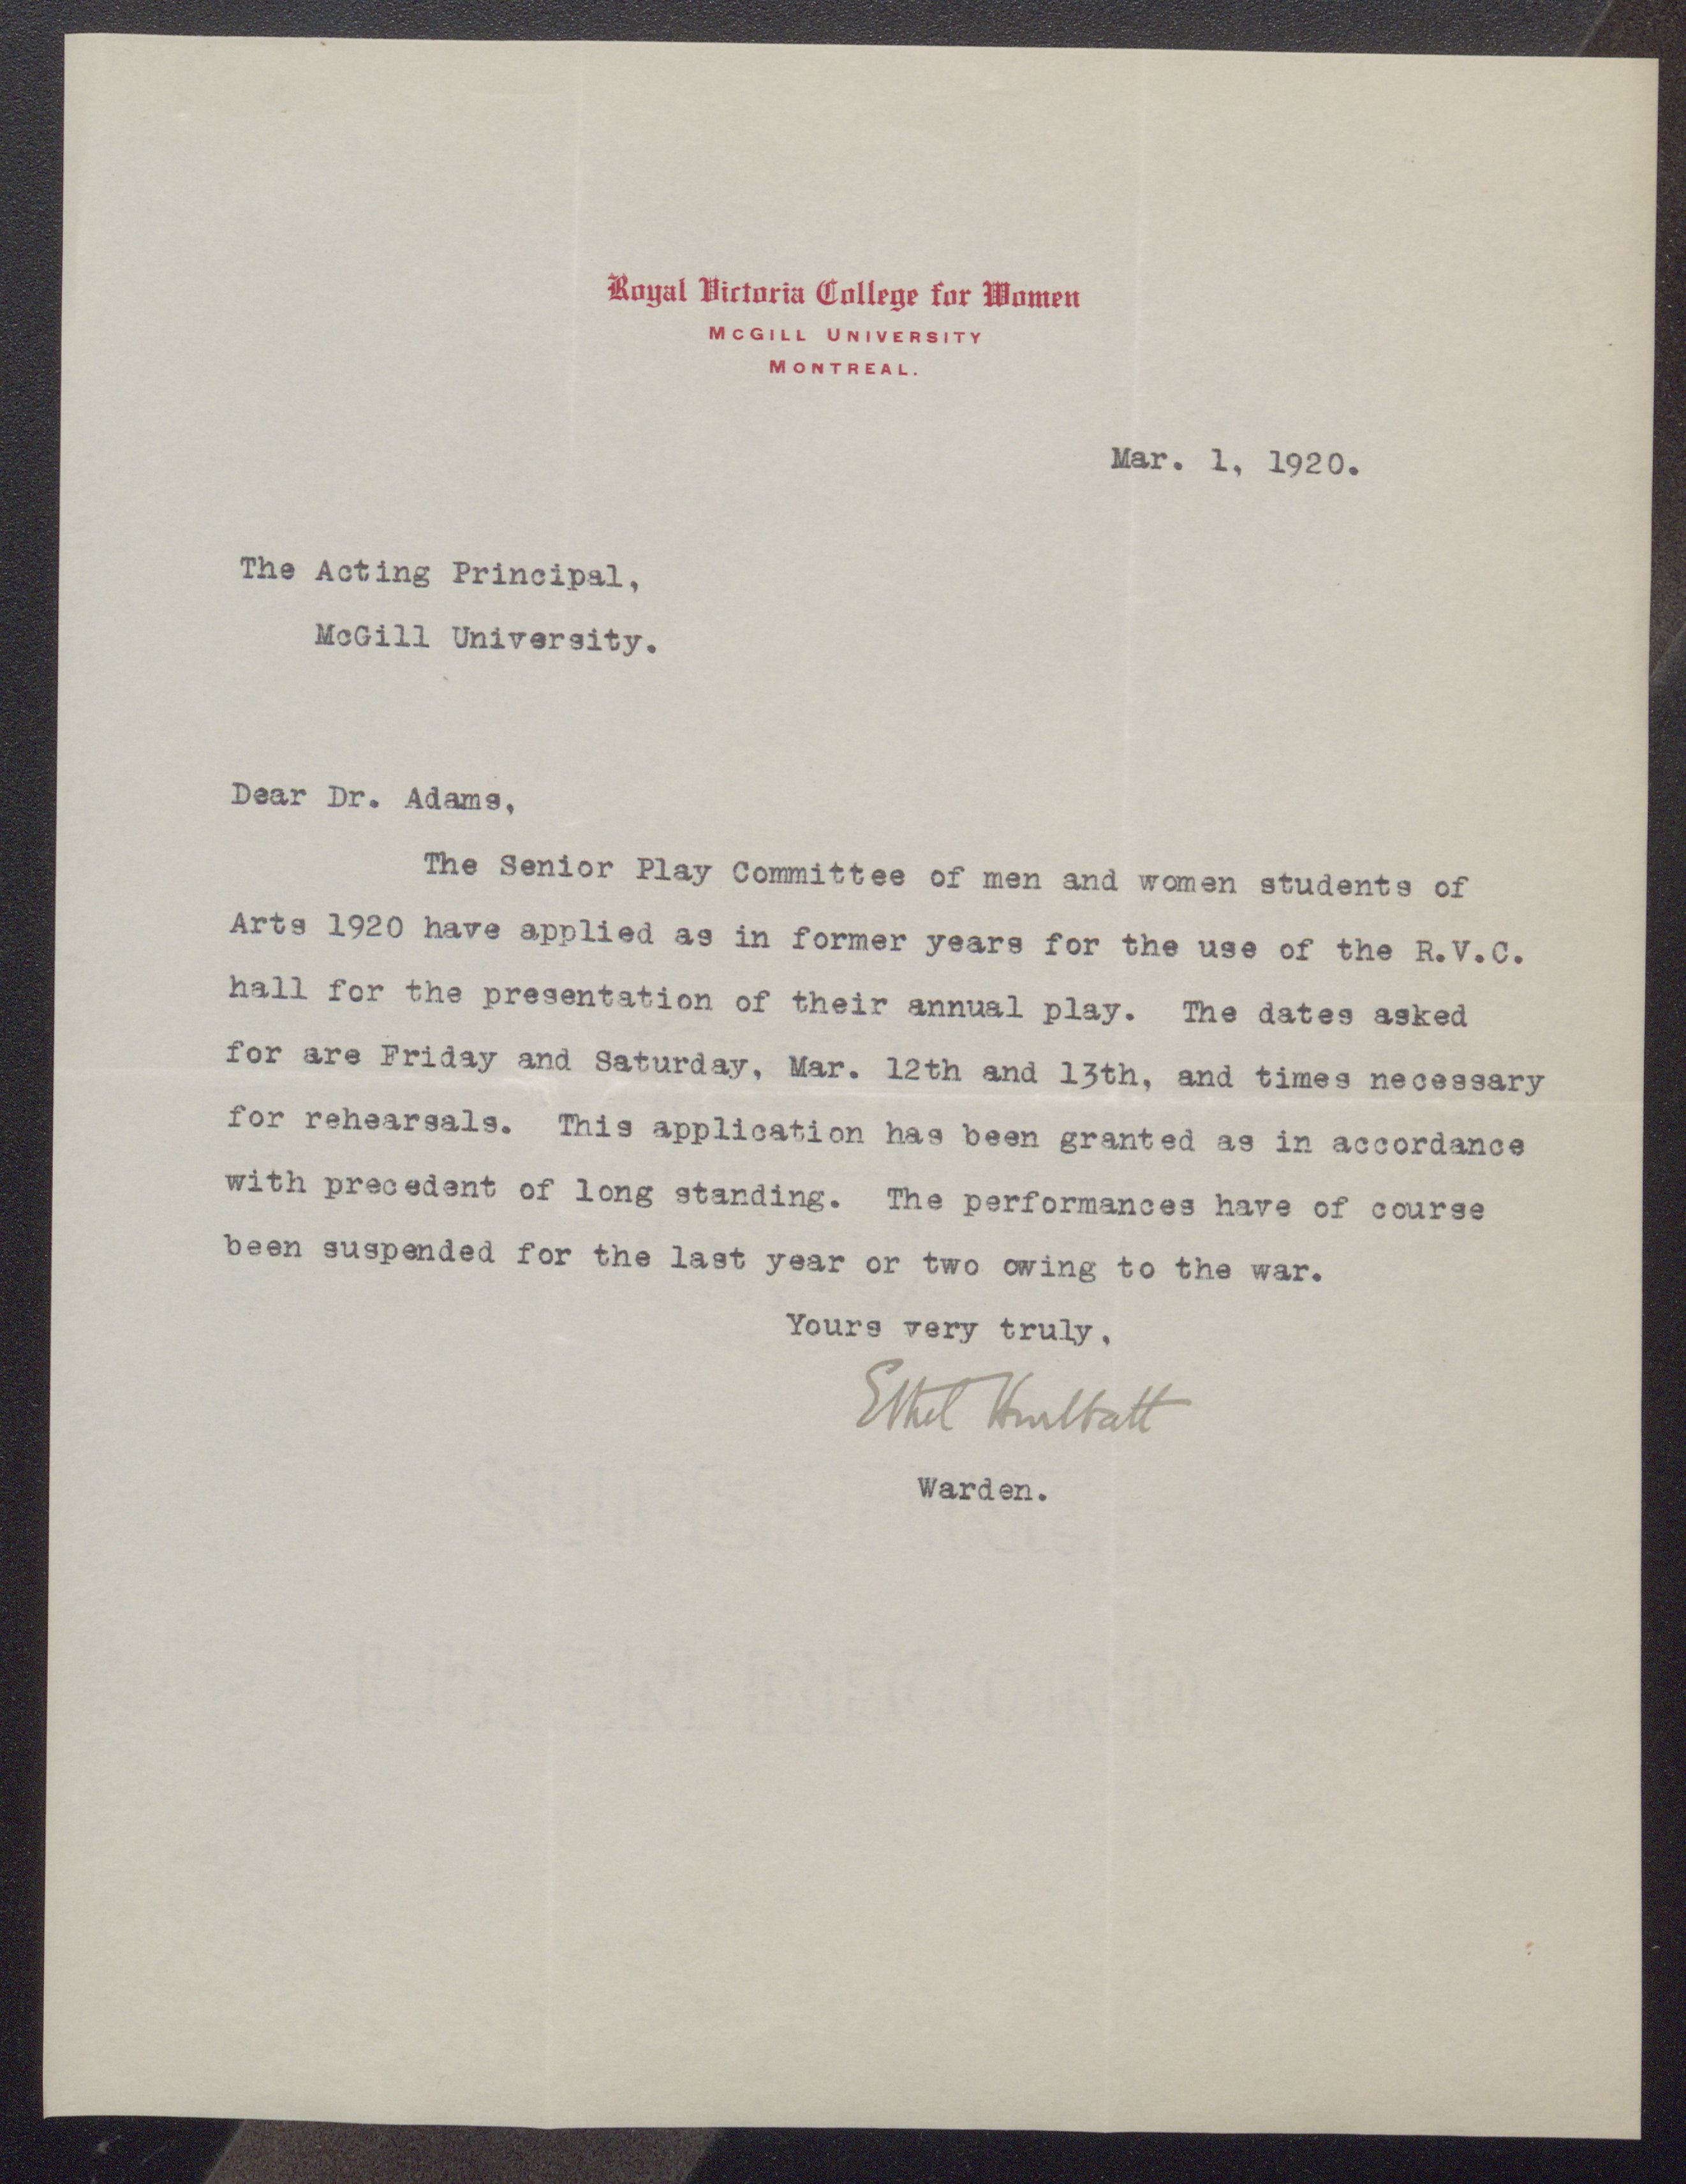 Royal Victoria College for Women
McGILL UNIVERSITY
MONTREAL.
Mar. 1, 1920.
The Acting Principal,
McGill University.
Dear Dr. Adams,
The Senior Play Committee of men and women students of
Arts 1920 have applied as in former years for the use of the R.V.C.
hall for the presentation of their annual play. The dates asked
for are Friday and Saturday, Mar. 12th and 13th, and times necessary
for rehearsals. This application has been granted as in accordance
with precedent of long standing. The performances have of course
been suspended for the last year or two owing to the war.
Yours very truly,
Ethel Hurlbatt
Warden.